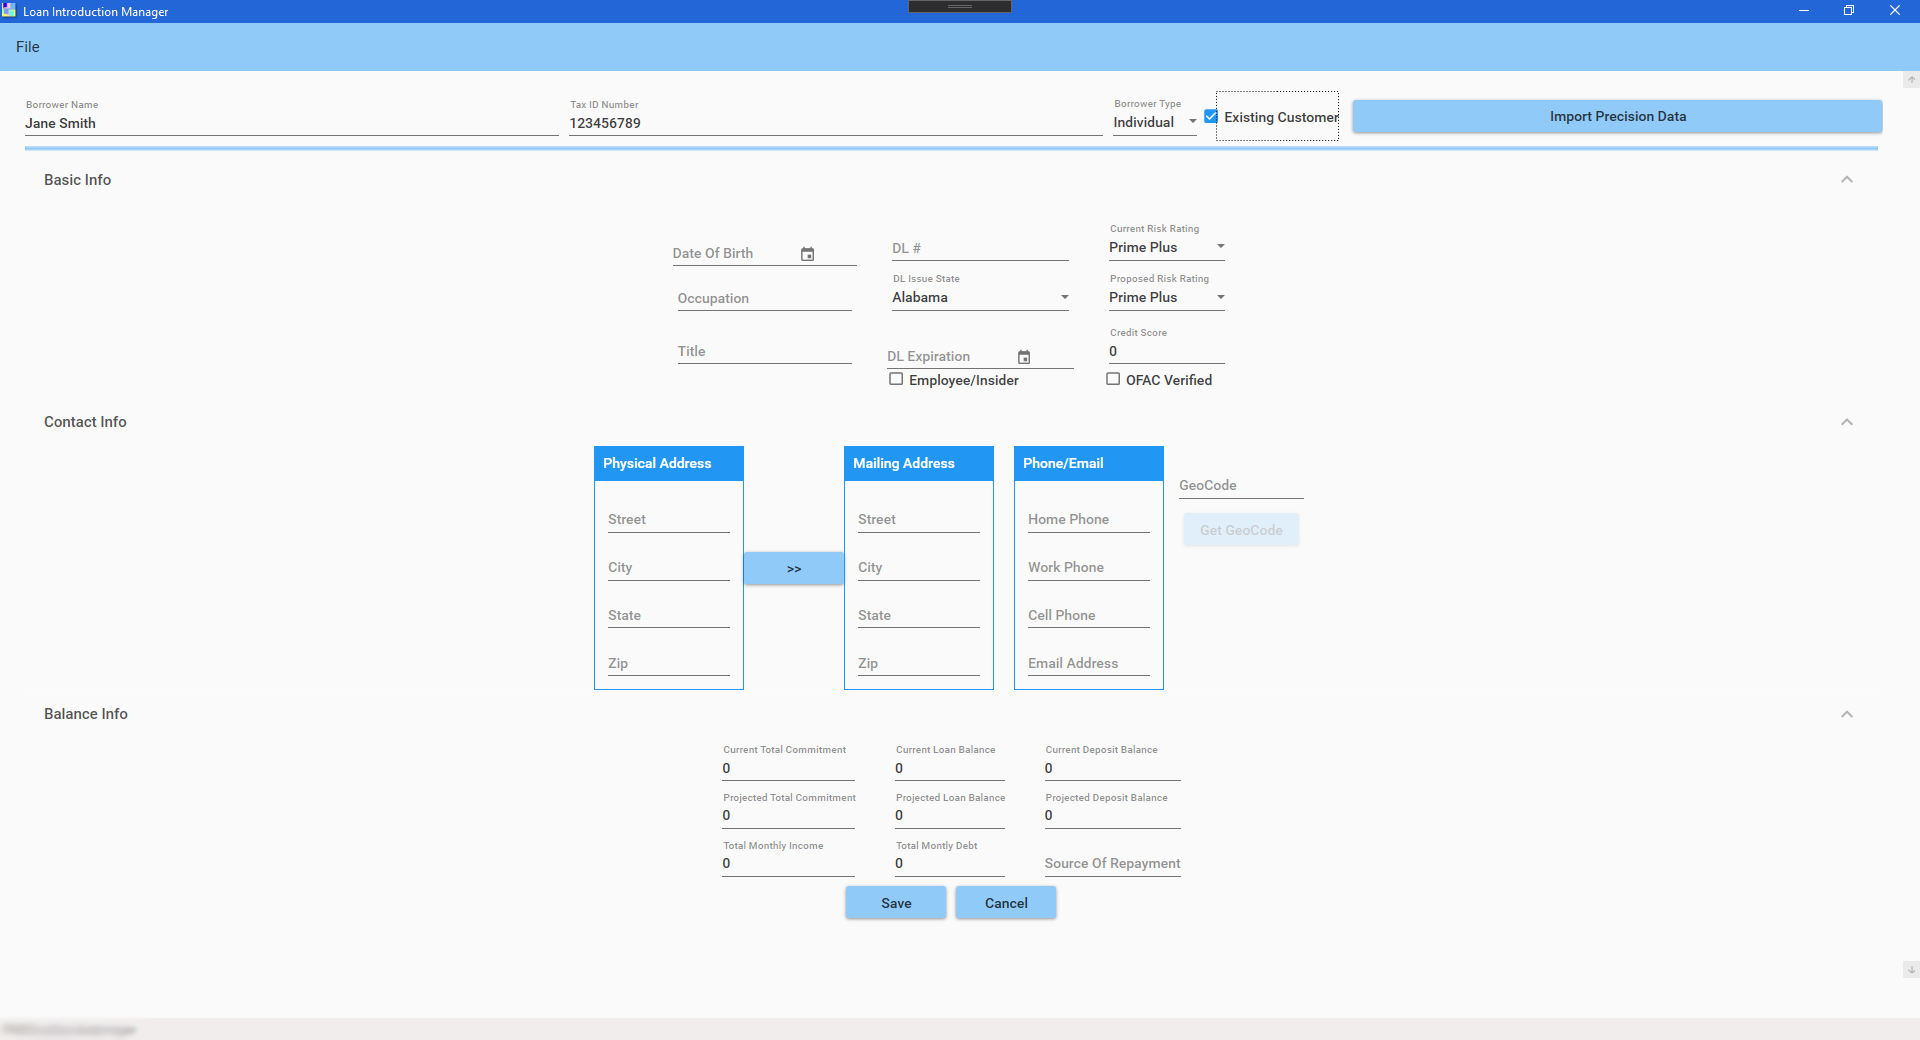 Loan Introduction Manager
File
Borrower Name
Jane Smith
Tax ID Number
123456789
Borrower Type
Individual
Existing Customer
Import Precision Data
Basic Info
Date Of Birth
Occupation
Title
DL #
DL Issue State
Alabama
DL Expiration
Employee/Insider
Current Risk Rating
Prime Plus
Proposed Risk Rating
Prime Plus
Credit Score
0
OFAC Verified
Contact Info
Physical Address
Street
City
State
Zip
>>
Mailing Address
Street
City
State
Zip
Phone/Email
Home Phone
Work Phone
Cell Phone
Email Address
GeoCode
Get GeoCode
Balance Info
Current Total Commitment
0
Current Loan Balance
0
Current Deposit Balance
0
Projected Total Commitment
0
Projected Loan Balance
0
Projected Deposit Balance
0
Total Monthly Income
0
Total Montly Debt
0
Source Of Repayment
Save
Cancel